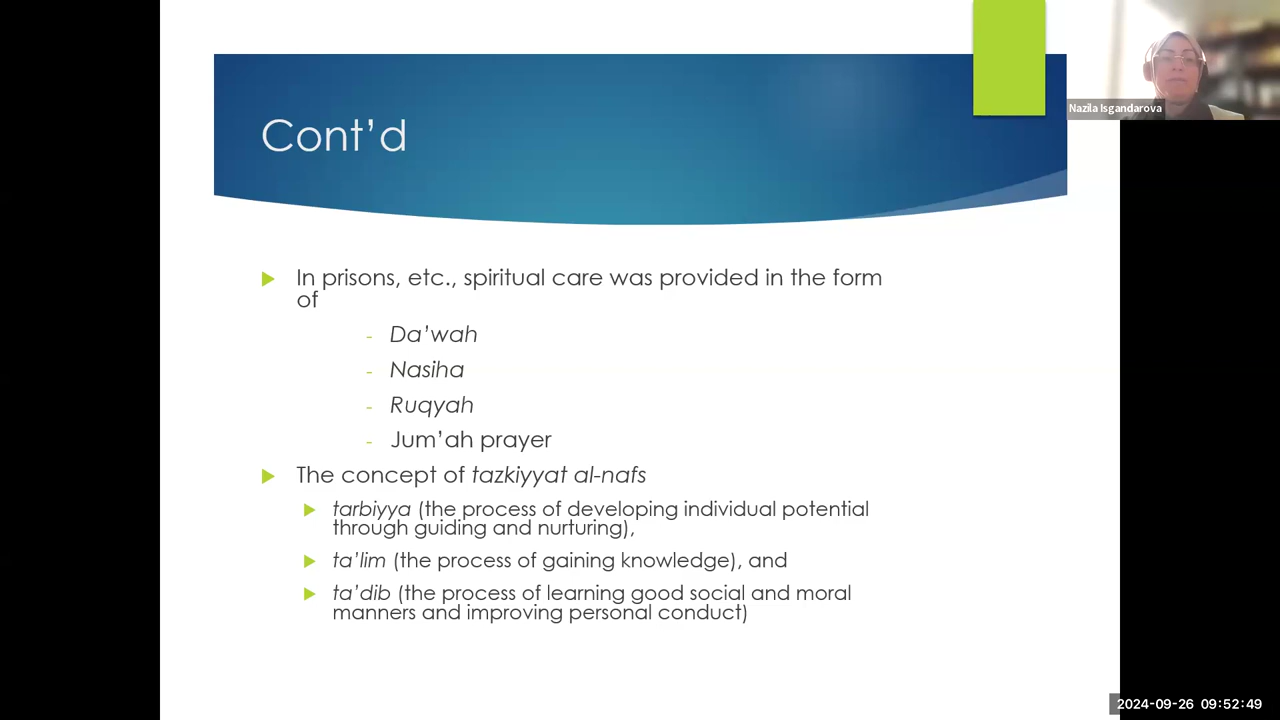 Cont’d
Nazila Isgandarova
In prisons, etc., spiritual care was provided in the form
of
- Da’wah
- Nasiha
- Ruqyah
- Jum’ah prayer
The concept of tazkiyyat al-nafs
tarbiyya (the process of developing individual potential
through guiding and nurturing),
ta’lim (the process of gaining knowledge), and
ta’dib (the process of learning good social and moral
manners and improving personal conduct)
2024-09-26 09:52:49